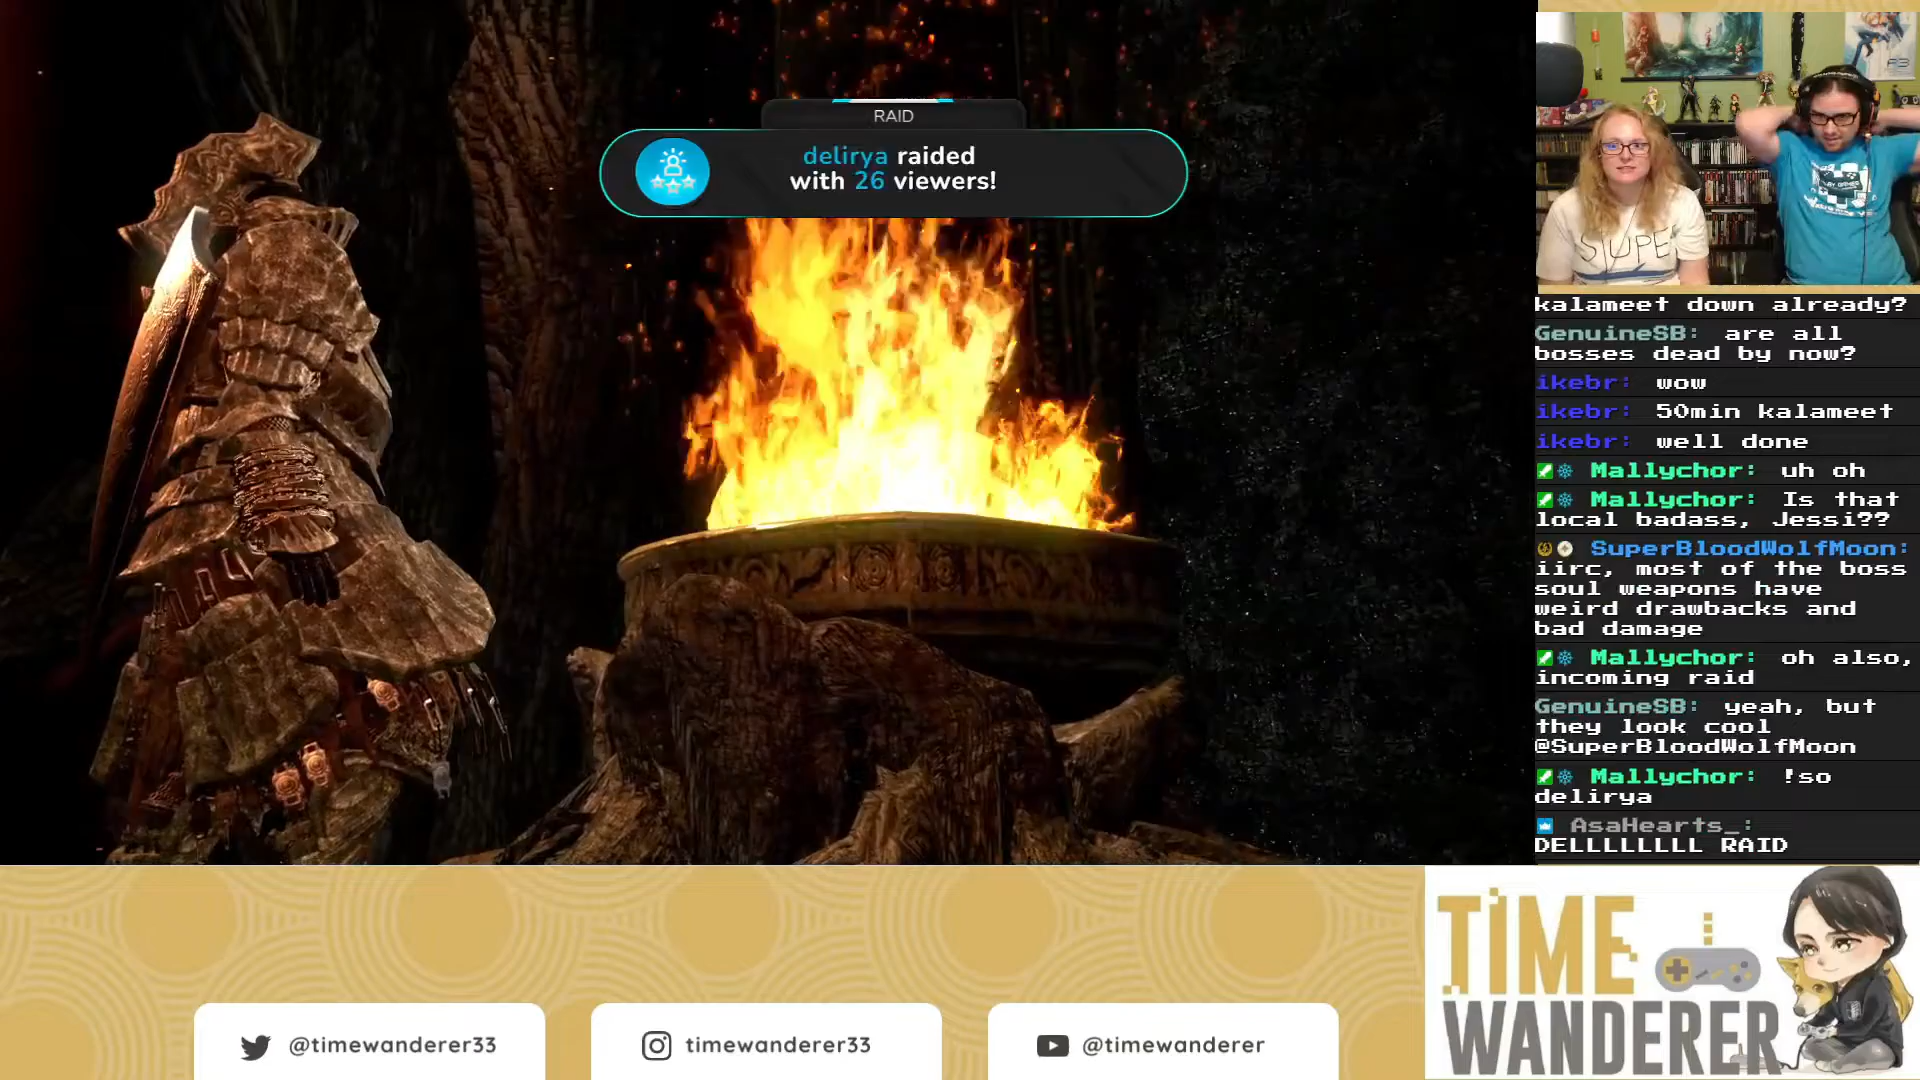 RAID
delirya raided
with 26 viewers!
SUPE
kalameet down already?
GenuineSB: are all
bosses dead by now?
ikebr: wow
ikebr: 50min kalameet
ikebr: well done
Mallychor: uh oh
Mallychor: Is that
local badass, Jessi??
SuperBloodWolfMoon:
iirc, most of the boss
soul weapons have
weird drawbacks and
bad damage
Mallychor: oh also,
incoming raid
GenuineSB: yeah, but
they look cool
@SuperBloodWolfMoon
Mallychor: !so
delirya
AsaHearts_:
DELLLLLLLL RAID
@timewanderer33
timewanderer33
@timewanderer
TIME
WANDERER